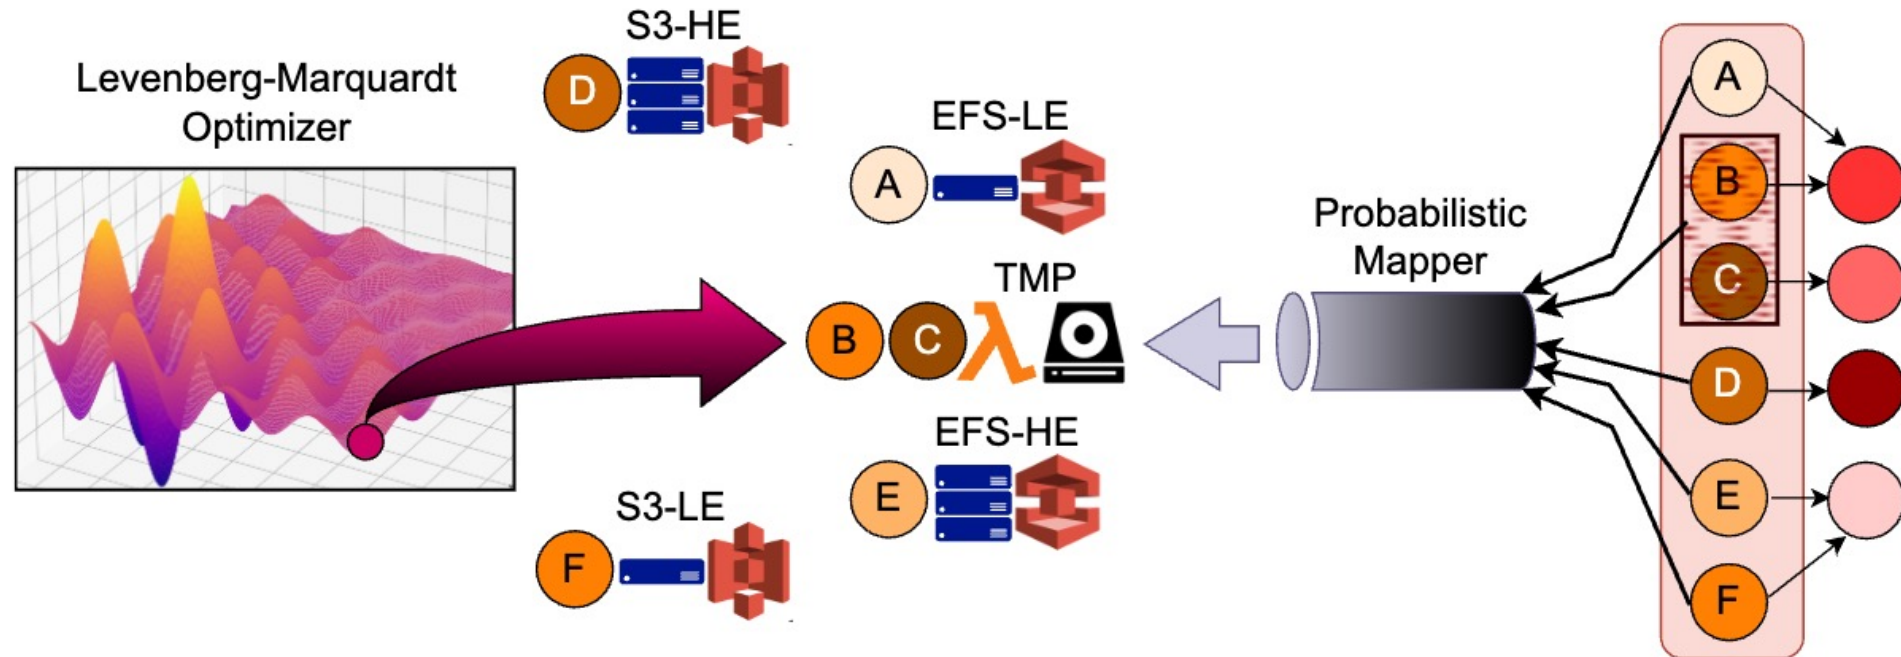 Levenberg-Marquardt
Optimizer
S3-HE
D
EFS-LE
A
TMP
B C λ
EFS-HE
E
S3-LE
F
Probabilistic
Mapper
A
B
C
D
E
F